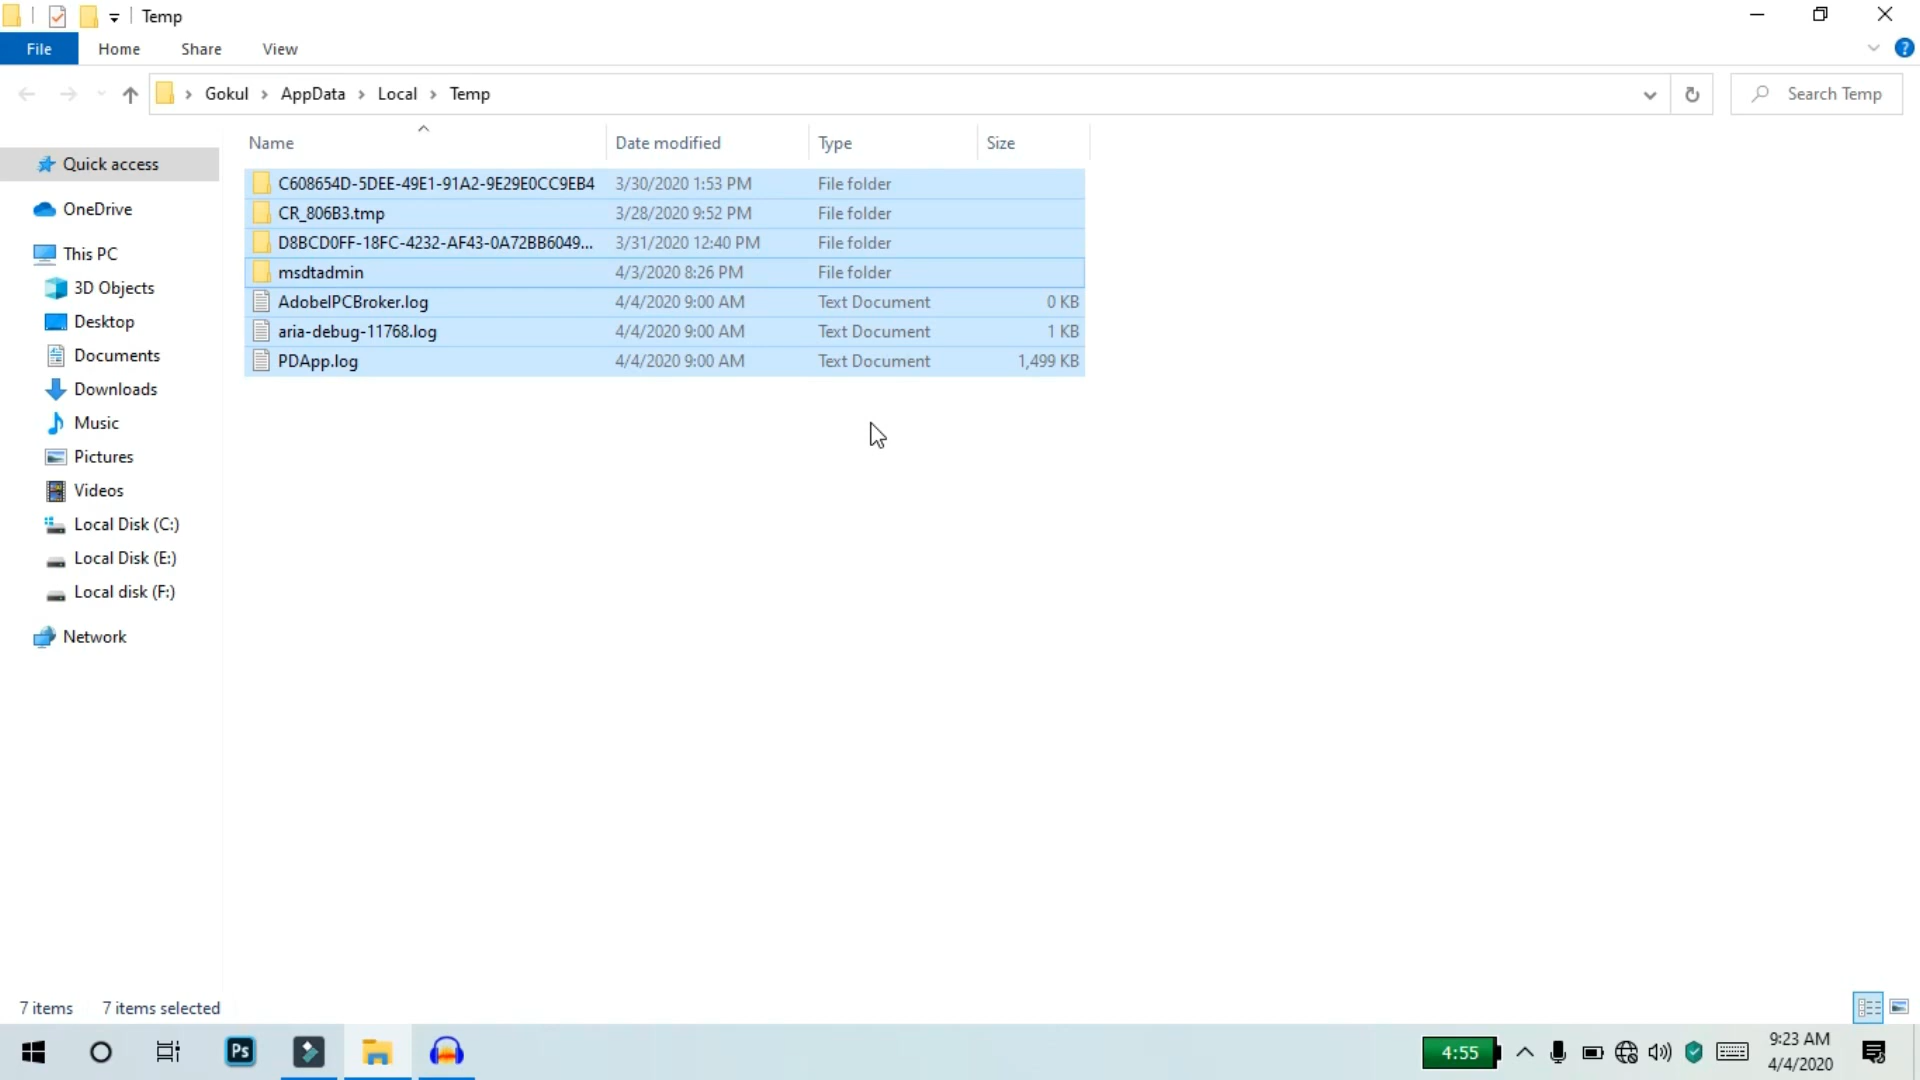 Temp
File Home Share View
Gokul AppData Local Temp
Search Temp
Name Date modified Type Size
Quick access
OneDrive
This PC
3D Objects
Desktop
Documents
Downloads
Music
Pictures
Videos
Local Disk (C:)
Local Disk (E:)
Local disk (F:)
Network
C608654D-5DEE-49E1-91A2-9E29E0CC9EB4 3/30/2020 1:53 PM File folder
CR_806B3.tmp 3/28/2020 9:52 PM File folder
D8BCD0FF-18FC-4232-AF43-0A72BB6049... 3/31/2020 12:40 PM File folder
msdtadmin 4/3/2020 8:26 PM File folder
AdobeIPCBroker.log 4/4/2020 9:00 AM Text Document 0 KB
aria-debug-11768.log 4/4/2020 9:00 AM Text Document 1 KB
PDApp.log 4/4/2020 9:00 AM Text Document 1,499 KB
7 items 7 items selected
Ps
4:55
9:23 AM
4/4/2020